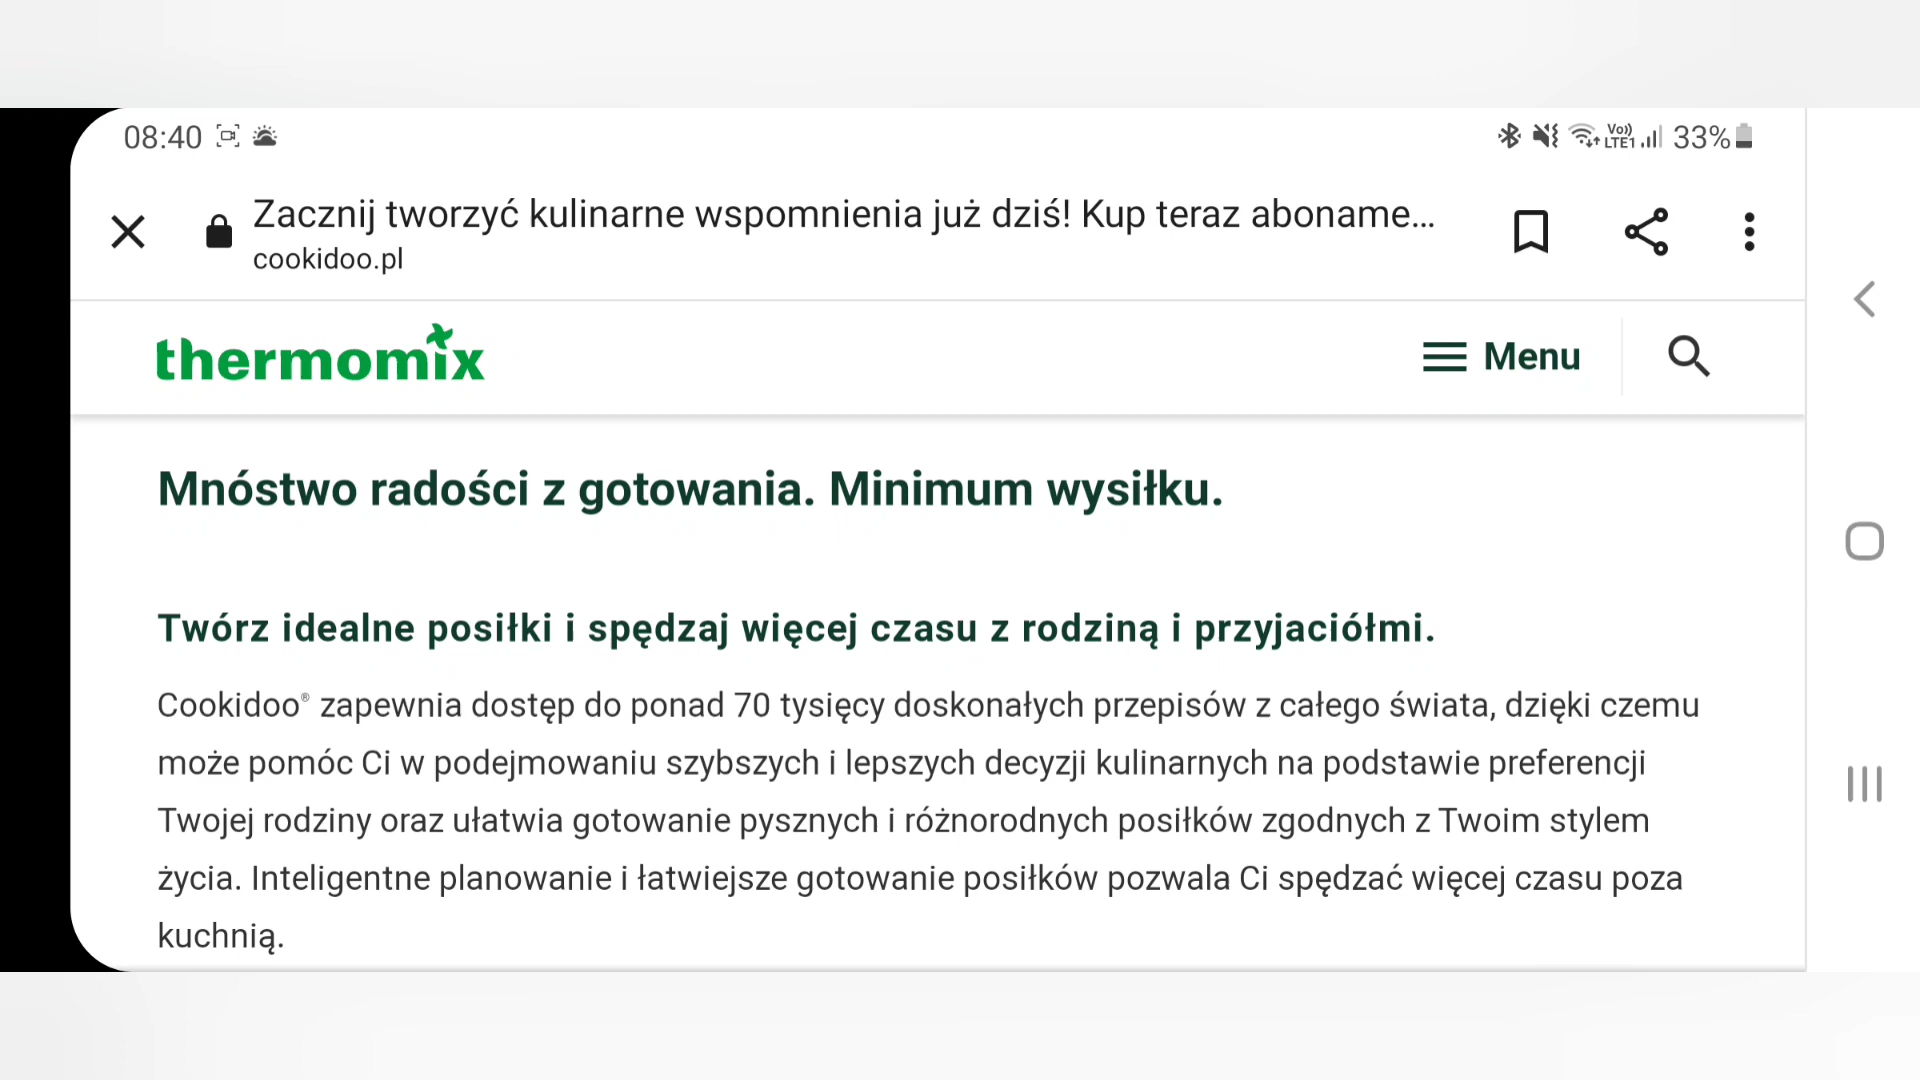 08:40
Vo))
LTE1
33%
Zacznij tworzyć kulinarne wspomnienia już dziś! Kup teraz aboname...
cookidoo.pl
thermomix
Menu
Mnóstwo radości z gotowania. Minimum wysiłku.
Twórz idealne posiłki i spędzaj więcej czasu z rodziną i przyjaciółmi.
Cookidoo® zapewnia dostęp do ponad 70 tysięcy doskonałych przepisów z całego świata, dzięki czemu
może pomóc Ci w podejmowaniu szybszych i lepszych decyzji kulinarnych na podstawie preferencji
Twojej rodziny oraz ułatwia gotowanie pysznych i różnorodnych posiłków zgodnych z Twoim stylem
życia. Inteligentne planowanie i łatwiejsze gotowanie posiłków pozwala Ci spędzać więcej czasu poza
kuchnią.